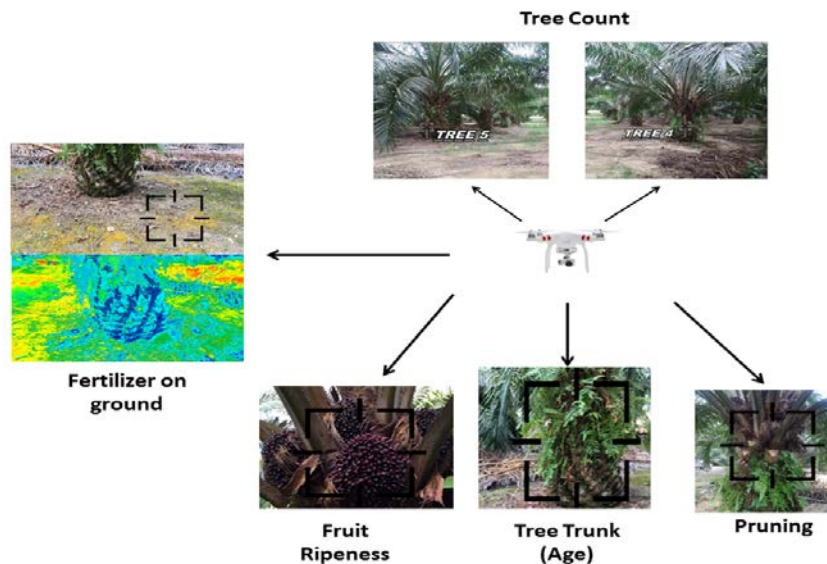 Tree Count
TREE 5
TREE 4
Fertilizer on
ground
Fruit
Ripeness
Tree Trunk
(Age)
Pruning